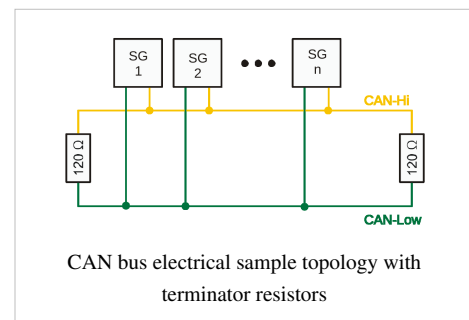 SG
1
SG
2
SG
n
CAN-Hi
120 Ω
120 Ω
CAN-Low
CAN bus electrical sample topology with
terminator resistors